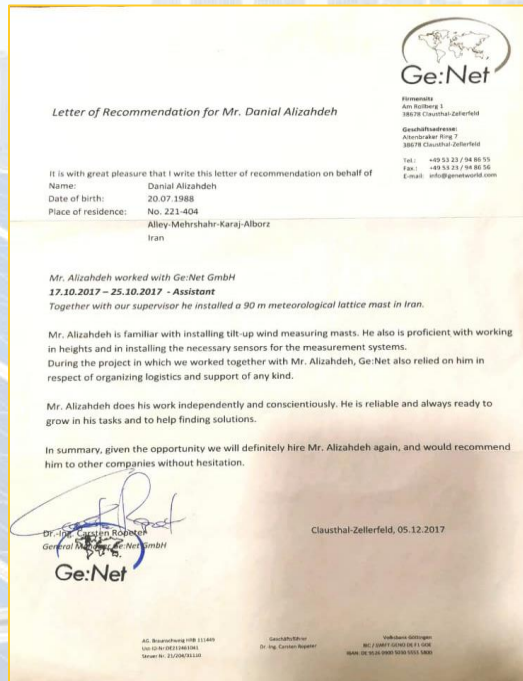 Ge:Net
Firmensitz
Am Rollberg 1
38678 Clausthal-Zellerfeld
Geschäftsadresse:
Altenbraker Ring 7
38678 Clausthal-Zellerfeld
Tel.: +49 53 23 / 94 86 55
Fax.: +49 53 23 / 94 86 56
E-mail: info@genetworld.com
Letter of Recommendation for Mr. Danial Alizahdeh
It is with great pleasure that I write this letter of recommendation on behalf of
Name: Danial Alizahdeh
Date of birth: 20.07.1988
Place of residence: No. 221-404
Alley-Mehrshahr-Karaj-Alborz
Iran
Mr. Alizahdeh worked with Ge:Net GmbH
17.10.2017 – 25.10.2017 - Assistant
Together with our supervisor he installed a 90 m meteorological lattice mast in Iran.
Mr. Alizahdeh is familiar with installing tilt-up wind measuring masts. He also is proficient with working
in heights and in installing the necessary sensors for the measurement systems.
During the project in which we worked together with Mr. Alizahdeh, Ge:Net also relied on him in
respect of organizing logistics and support of any kind.
Mr. Alizahdeh does his work independently and conscientiously. He is reliable and always ready to
grow in his tasks and to help finding solutions.
In summary, given the opportunity we will definitely hire Mr. Alizahdeh again, and would recommend
him to other companies without hesitation.
Dr.-Ing. Carsten Ropeter
General Manager Ge:Net GmbH
Ge:Net
Clausthal-Zellerfeld, 05.12.2017
AG. Braunschweig HRB 111449
Geschäftsführer
Dr.-Ing. Carsten Ropeter
Volksbank Göttingen